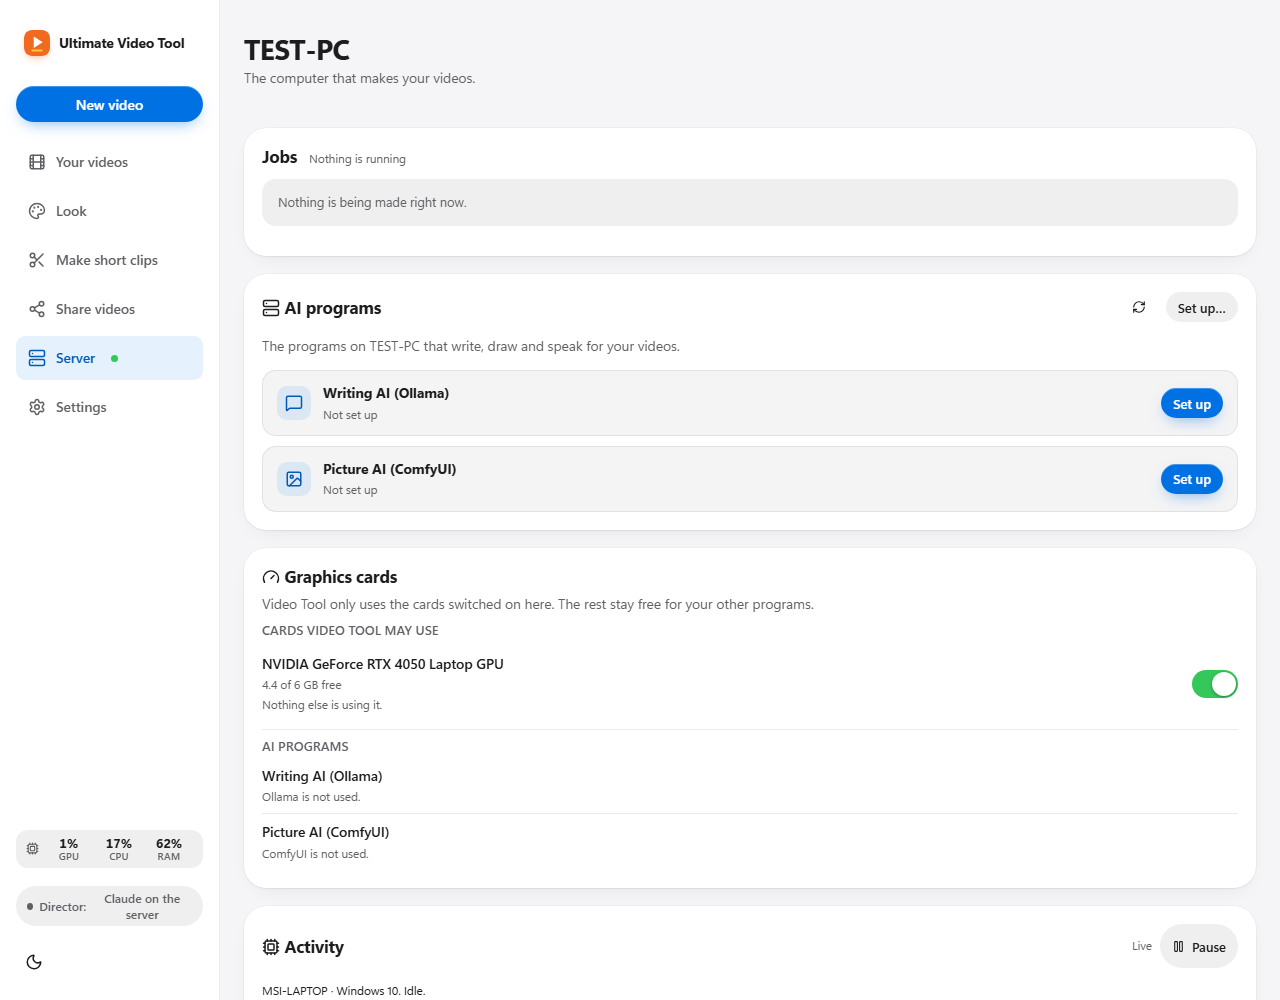 Ultimate Video Tool
New video
Your videos
Look
Make short clips
Share videos
Server
Settings
1% 17% 62%
GPU CPU RAM
Director: Claude on the
server
TEST-PC
The computer that makes your videos.
Jobs Nothing is running
Nothing is being made right now.
AI programs Set up...
The programs on TEST-PC that write, draw and speak for your videos.
Writing AI (Ollama)
Not set up
Set up
Picture AI (ComfyUI)
Not set up
Set up
Graphics cards
Video Tool only uses the cards switched on here. The rest stay free for your other programs.
CARDS VIDEO TOOL MAY USE
NVIDIA GeForce RTX 4050 Laptop GPU
4.4 of 6 GB free
Nothing else is using it.
AI PROGRAMS
Writing AI (Ollama)
Ollama is not used.
Picture AI (ComfyUI)
ComfyUI is not used.
Activity Live Pause
MSI-LAPTOP · Windows 10. Idle.